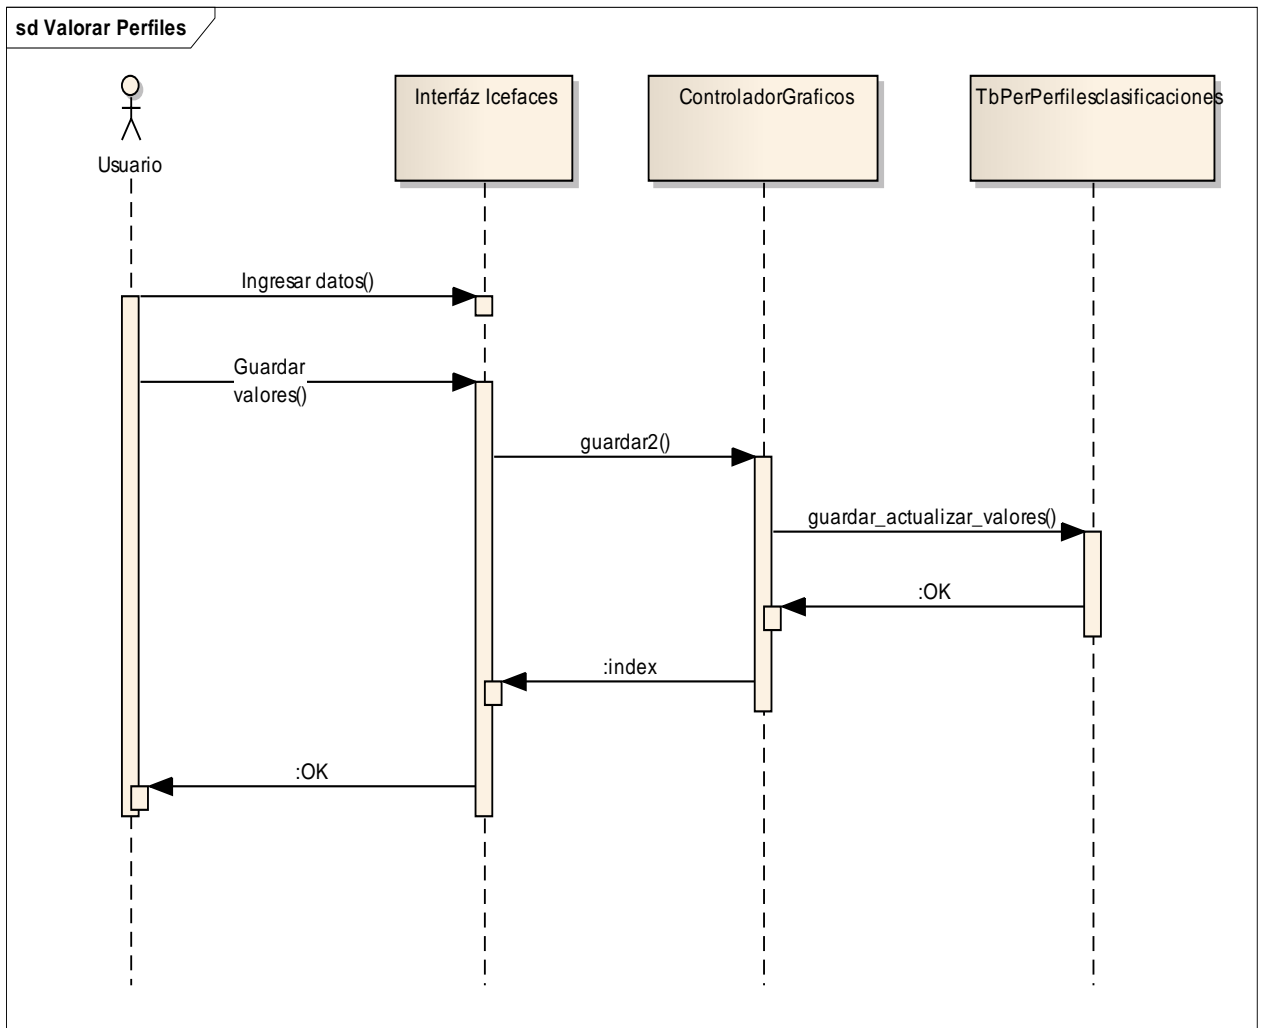 sd Valorar Perfiles
Usuario
Interfáz Icefaces
ControladorGraficos
TbPerPerfilesclasificaciones
Ingresar datos()
Guardar
valores()
guardar2()
guardar_actualizar_valores()
:OK
:index
:OK